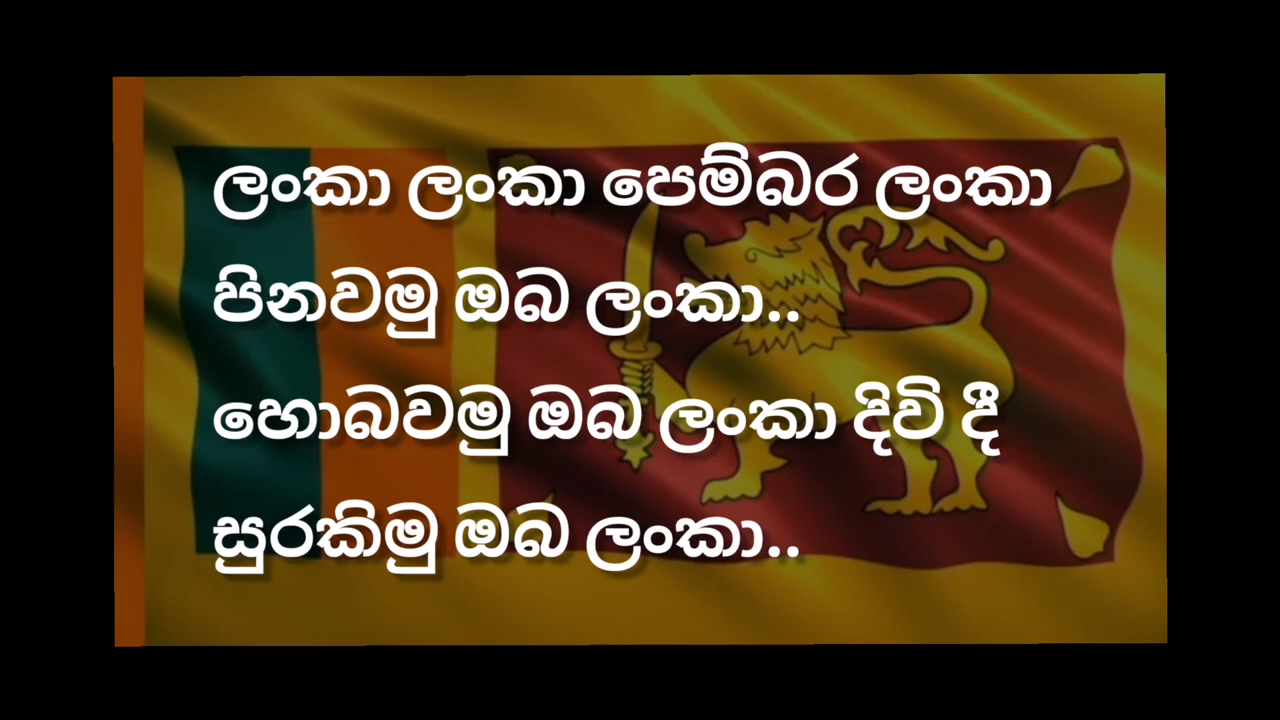 ලංකා ලංකා පෙම්බර ලංකා
පිනවමු ඔබ ලංකා..
හොබවමු ඔබ ලංකා දිවි දී
සුරකිමු ඔබ ලංකා..